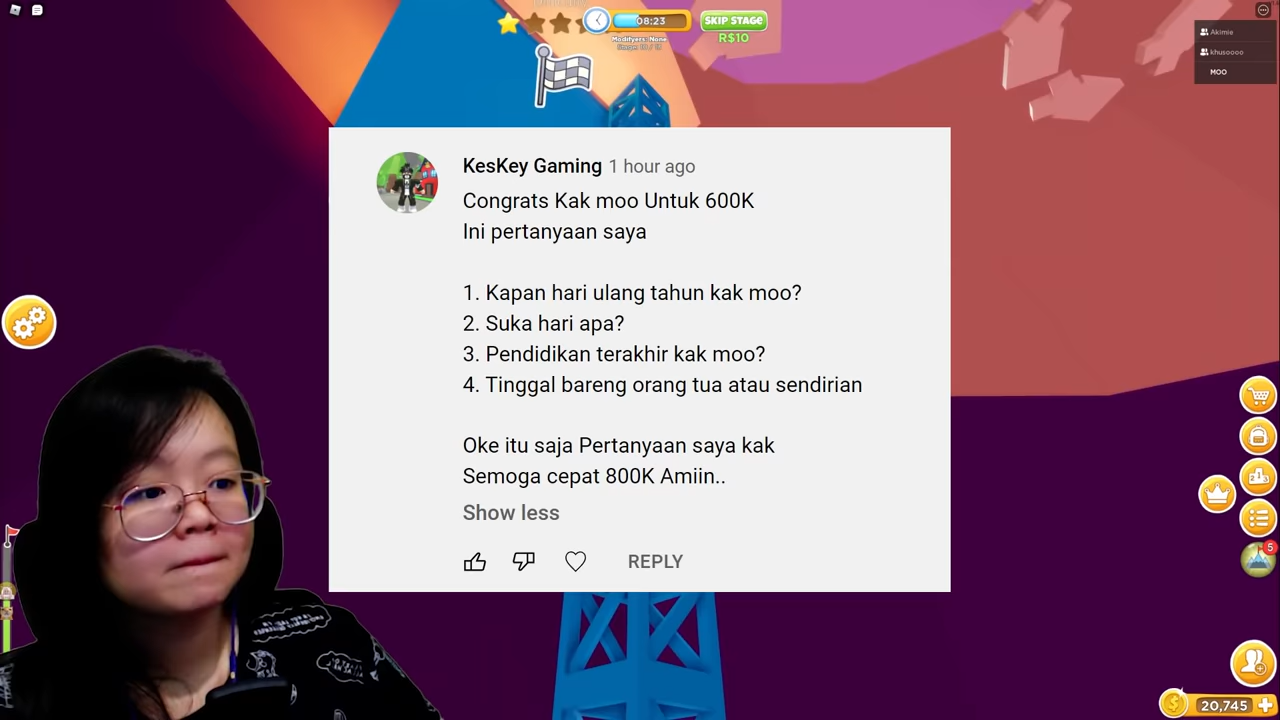 08:23
SKIP STAGE
Modifyers: None
R$10
Akimie
khusoooo
MOO
KesKey Gaming 1 hour ago
Congrats Kak moo Untuk 600K
Ini pertanyaan saya
1. Kapan hari ulang tahun kak moo?
2. Suka hari apa?
3. Pendidikan terakhir kak moo?
4. Tinggal bareng orang tua atau sendirian
Oke itu saja Pertanyaan saya kak
Semoga cepat 800K Amiin..
Show less
REPLY
5
20,745